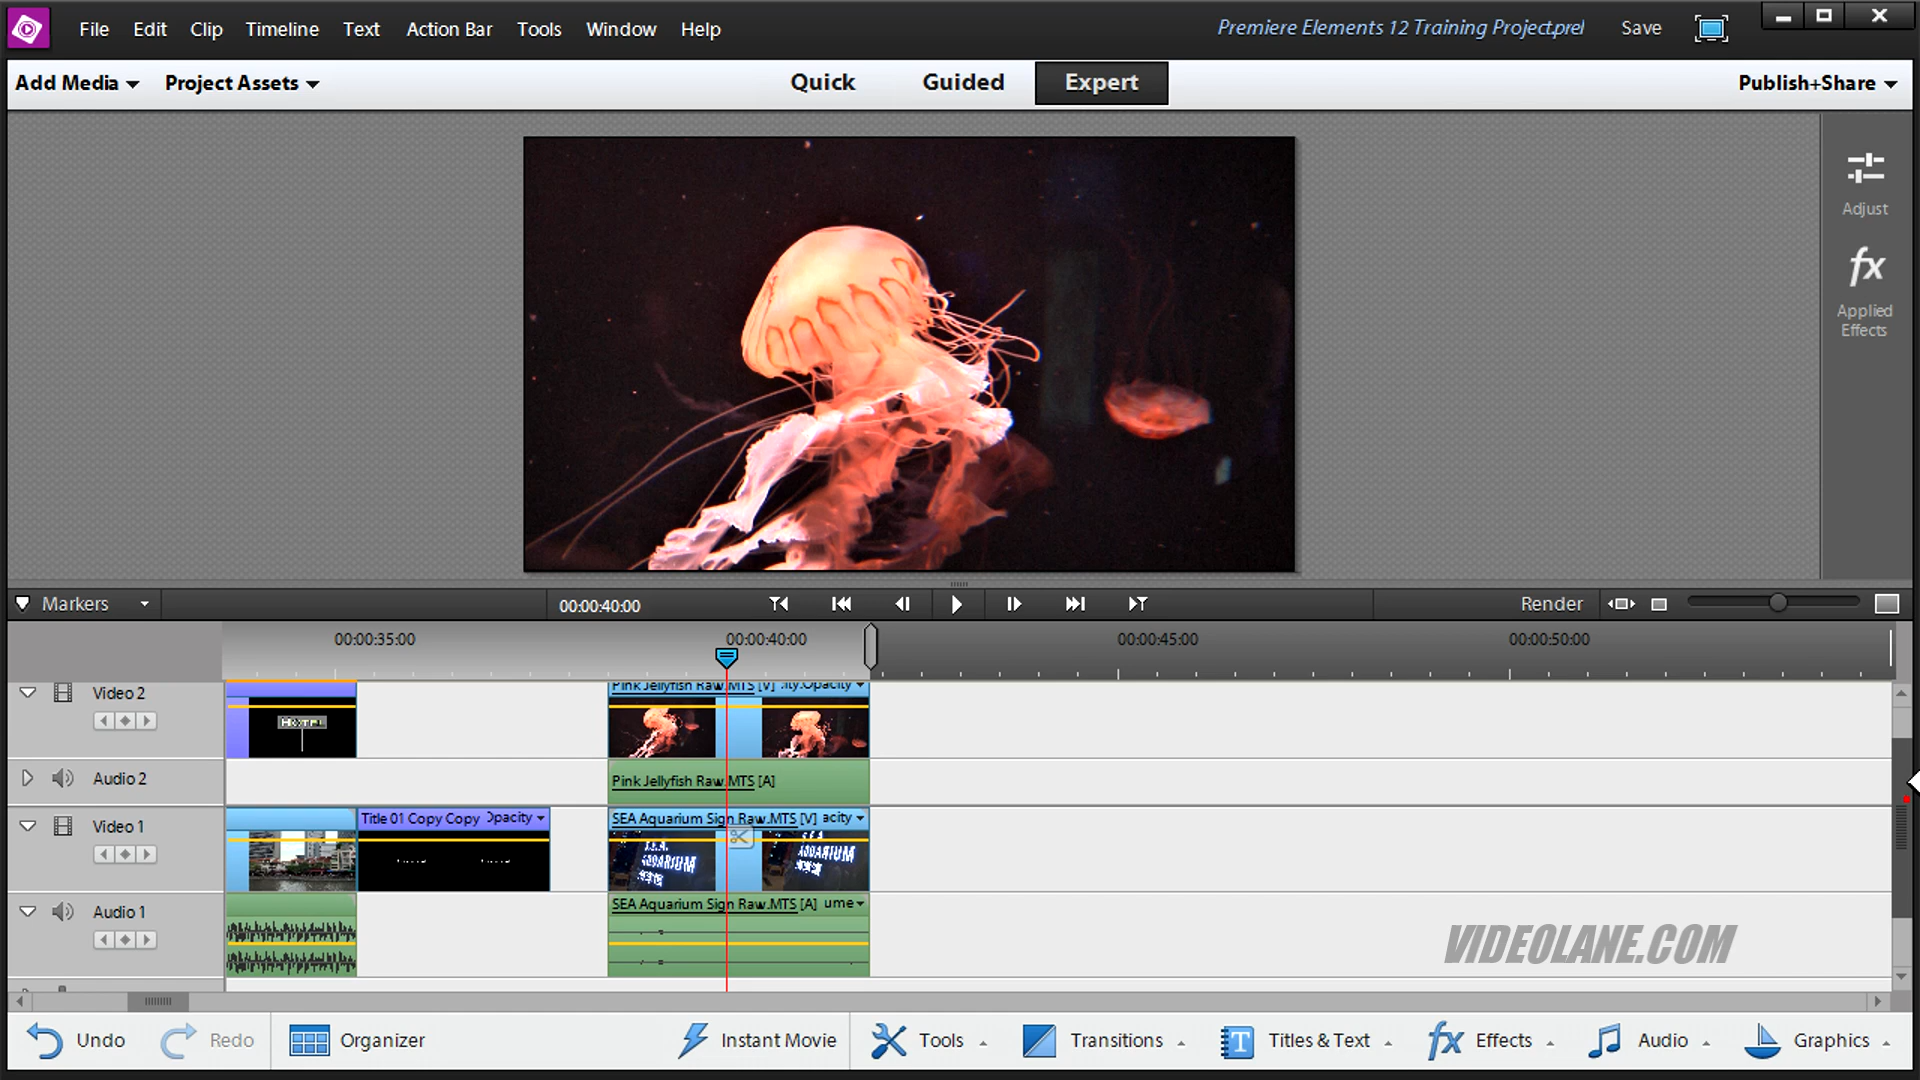 File Edit Clip Timeline Text Action Bar Tools Window Help
Premiere Elements 12 Training Project.prel Save
Add Media Project Assets Quick Guided Expert Publish+Share
Adjust
fx
Applied
Effects
Markers 00:00:40:00 Render
00:00:35:00 00:00:40:00 00:00:45:00 00:00:50:00
Video 2 Pink Jellyfish Raw.MTS [V] :ity:Opacity
HOTEL
Audio 2 Pink Jellyfish Raw.MTS [A]
Video 1 Title 01 Copy Copy Opacity SEA Aquarium Sign Raw.MTS [V] acity
S.E.A. AQUARIUM S.E.A. AQUARIUM
Audio 1 SEA Aquarium Sign Raw.MTS [A] ume
VIDEOLANE.COM
Undo Redo Organizer Instant Movie Tools Transitions T Titles & Text fx Effects Audio Graphics